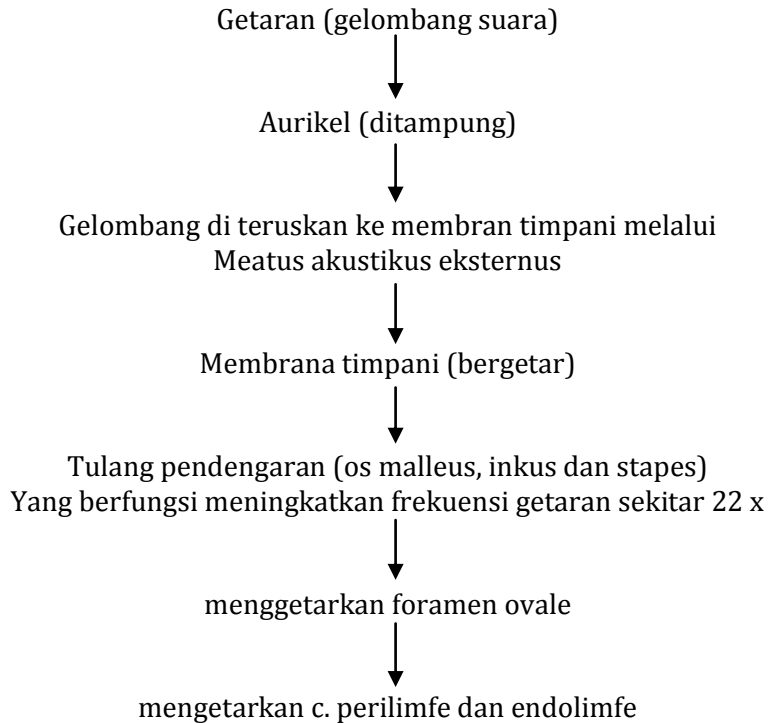 Getaran (gelombang suara)
Aurikel (ditampung)
Gelombang di teruskan ke membran timpani melalui
Meatus akustikus eksternus
Membrana timpani (bergetar)
Tulang pendengaran (os malleus, inkus dan stapes)
Yang berfungsi meningkatkan frekuensi getaran sekitar 22 x
menggetarkan foramen ovale
mengetarkan c. perilimfe dan endolimfe